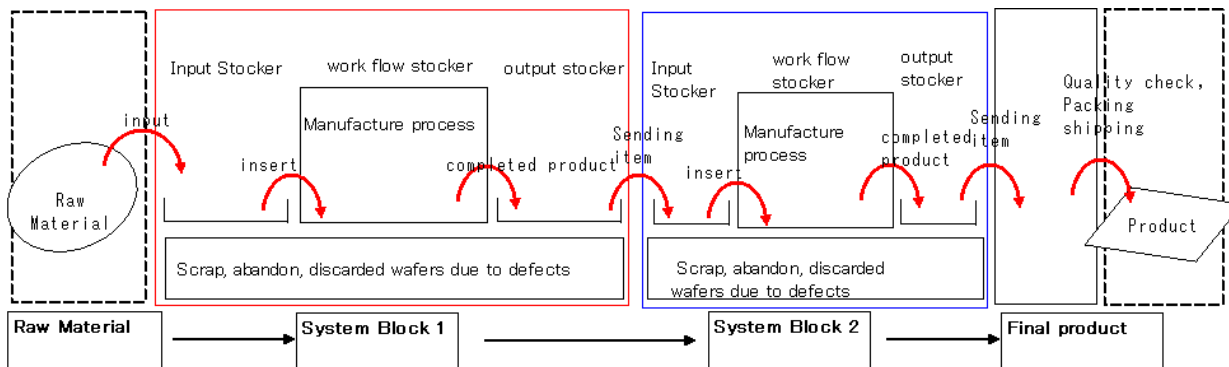 Input Stocker
work flow stocker
output stocker
input
Raw
Material
insert
Manufacture process
completed product
Sending
item
Scrap, abandon, discarded wafers due to defects
Input
Stocker
work flow
stocker
output
stocker
insert
Manufacture
process
completed
product
Sending
item
Scrap, abandon, discarded
wafers due to defects
Quality check,
Packing
shipping
Product
Raw Material
System Block 1
System Block 2
Final product